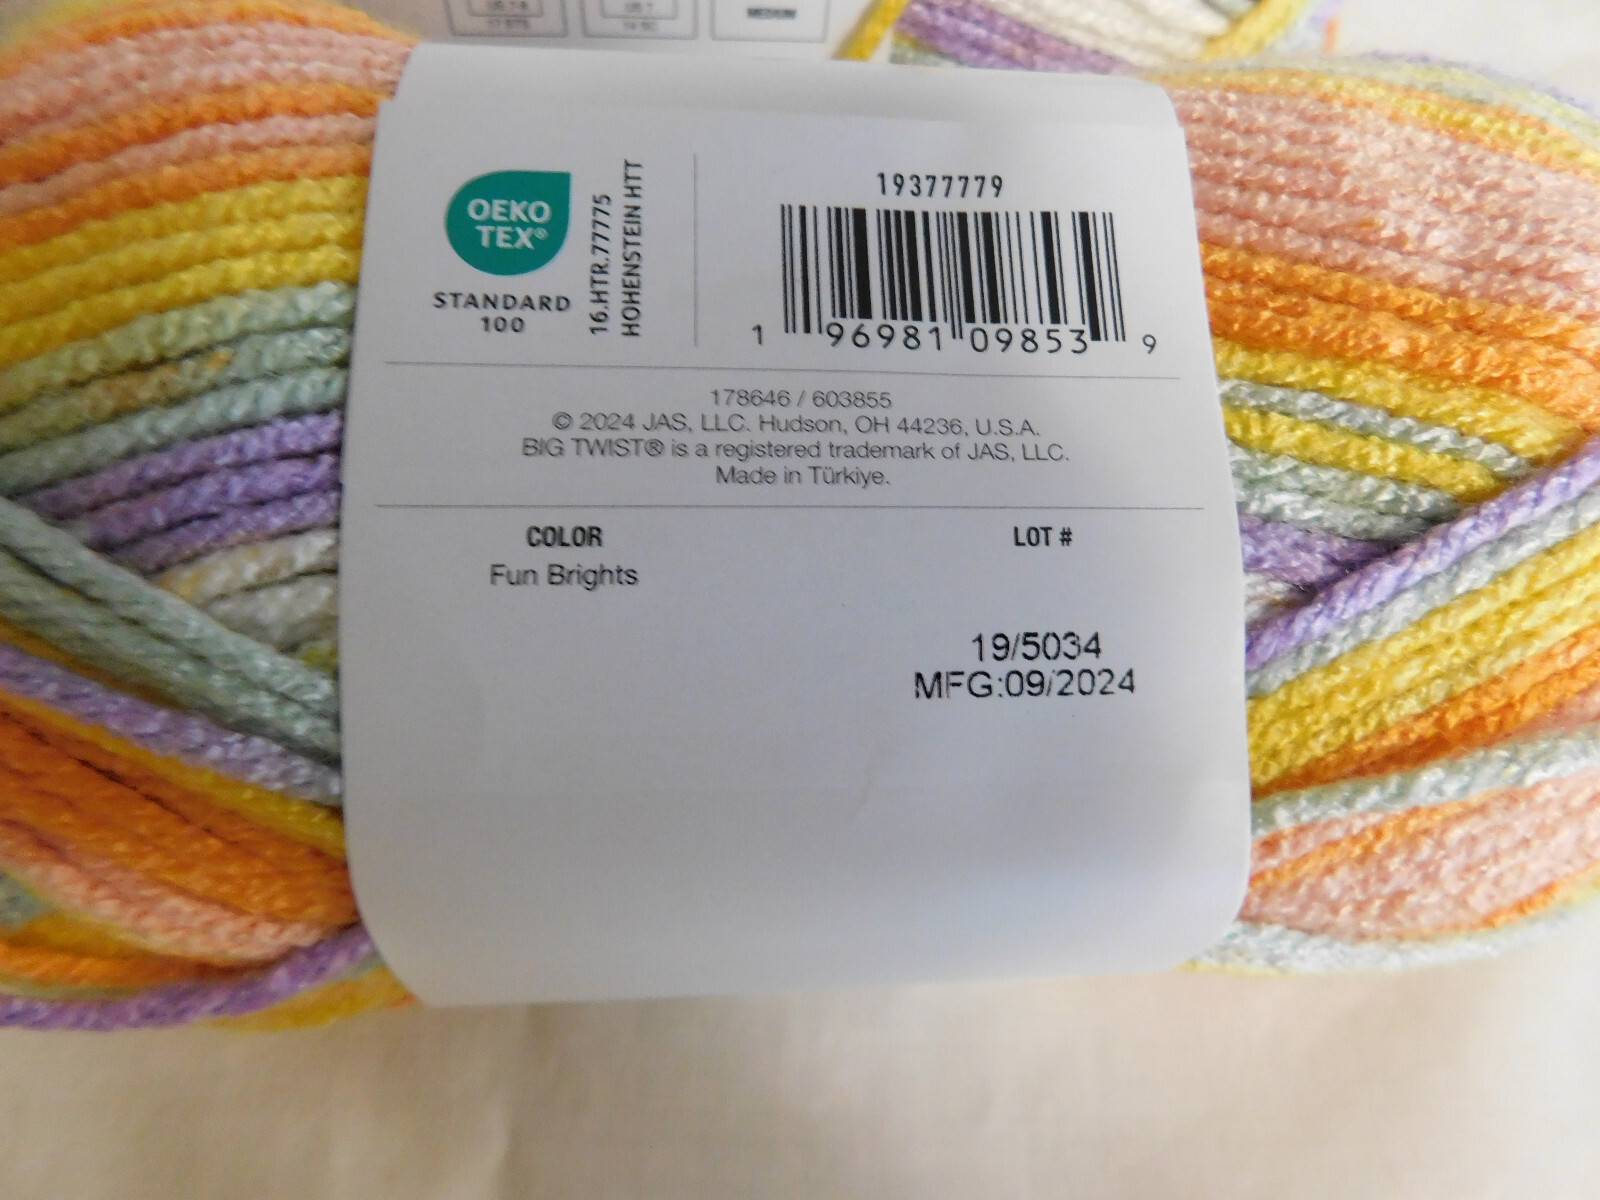 MEDIUM
OEKO
TEX®
STANDARD
100
16.HTR.77775
HOHENSTEIN HTT
19377779
1 96981 09853 9
178646 / 603855
© 2024 JAS, LLC. Hudson, OH 44236, U.S.A.
BIG TWIST® is a registered trademark of JAS, LLC.
Made in Türkiye.
COLOR
Fun Brights
LOT #
19/5034
MFG:09/2024